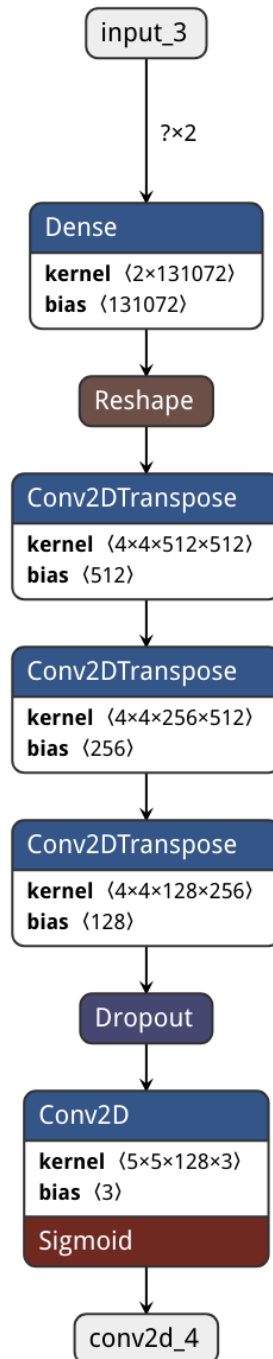 input_3
?×2
Dense
kernel ⟨2×131072⟩
bias ⟨131072⟩
Reshape
Conv2DTranspose
kernel ⟨4×4×512×512⟩
bias ⟨512⟩
Conv2DTranspose
kernel ⟨4×4×256×512⟩
bias ⟨256⟩
Conv2DTranspose
kernel ⟨4×4×128×256⟩
bias ⟨128⟩
Dropout
Conv2D
kernel ⟨5×5×128×3⟩
bias ⟨3⟩
Sigmoid
conv2d_4